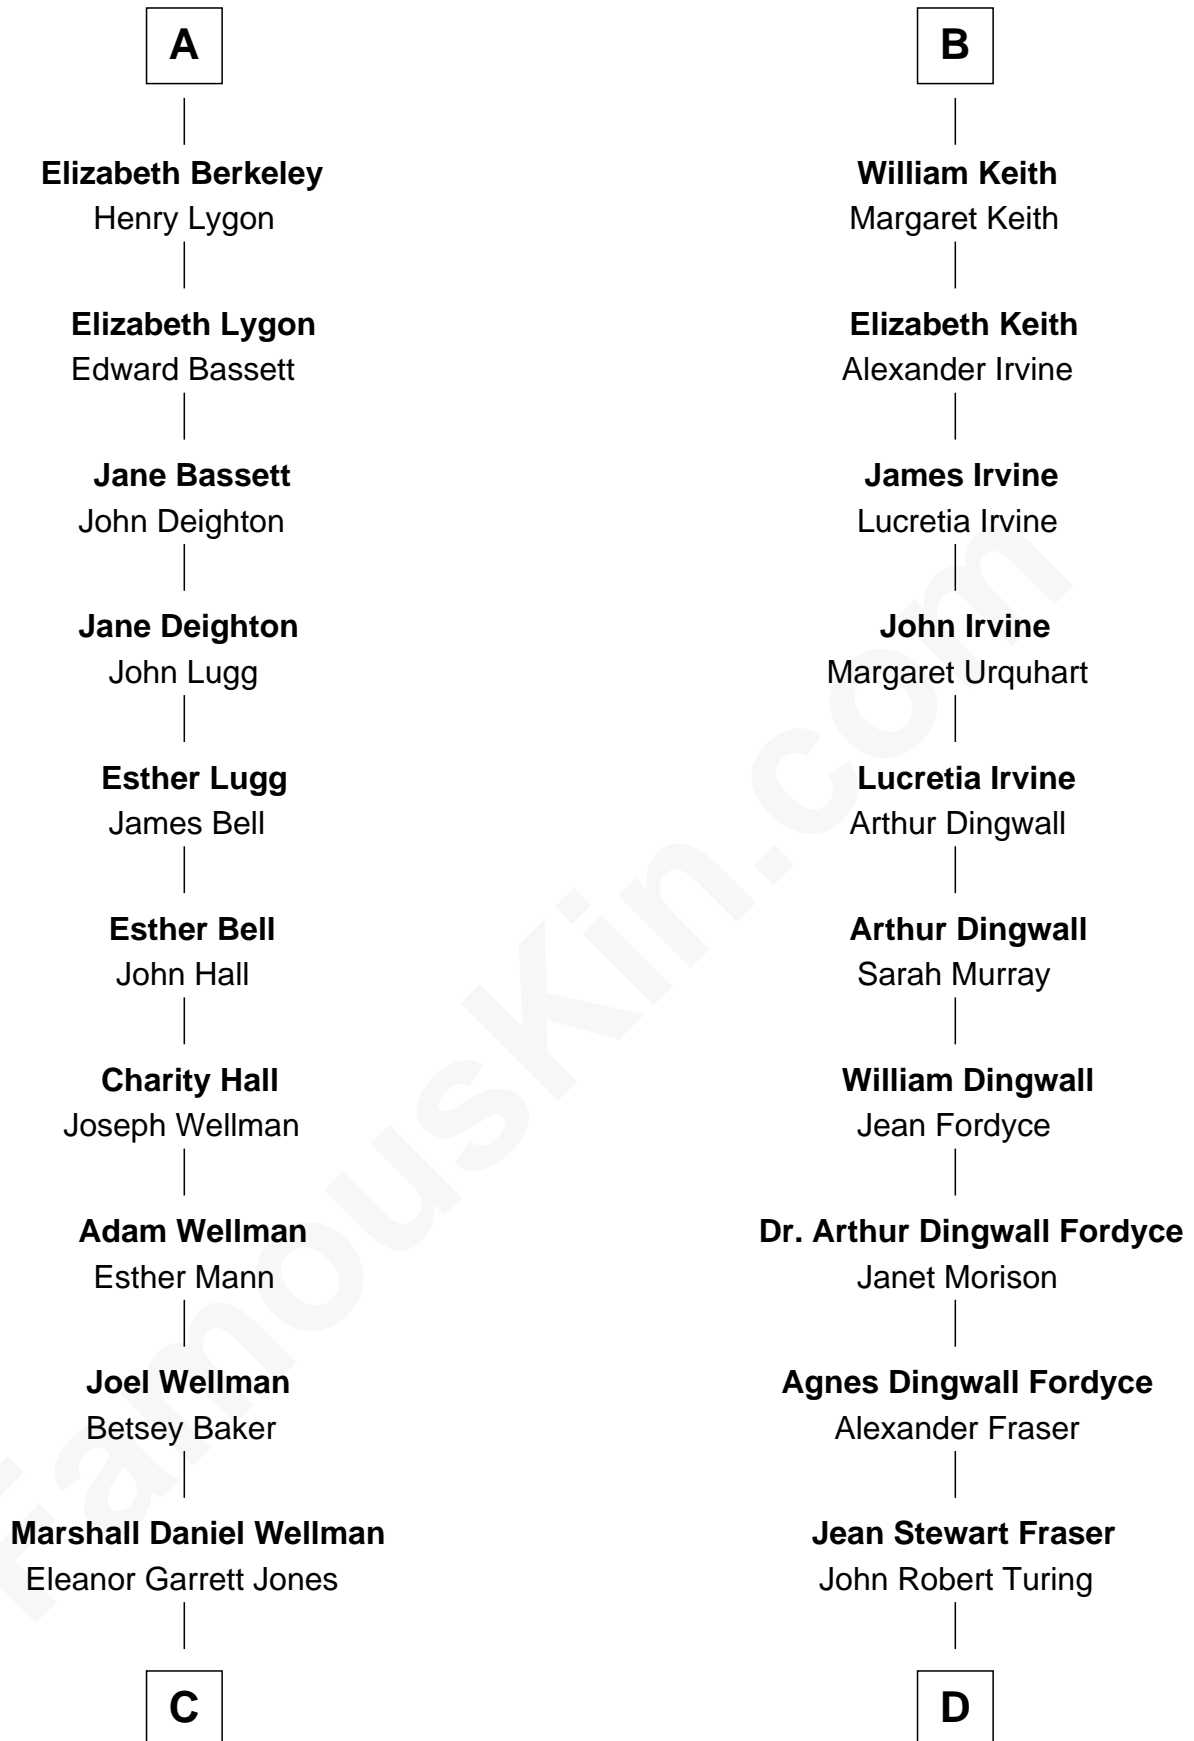 A
Elizabeth Berkeley
Henry Lygon
Elizabeth Lygon
Edward Bassett
Jane Bassett
John Deighton
Jane Deighton
John Lugg
Esther Lugg
James Bell
Esther Bell
John Hall
Charity Hall
Joseph Wellman
Adam Wellman
Esther Mann
Joel Wellman
Betsey Baker
Marshall Daniel Wellman
Eleanor Garrett Jones
C
B
William Keith
Margaret Keith
Elizabeth Keith
Alexander Irvine
James Irvine
Lucretia Irvine
John Irvine
Margaret Urquhart
Lucretia Irvine
Arthur Dingwall
Arthur Dingwall
Sarah Murray
William Dingwall
Jean Fordyce
Dr. Arthur Dingwall Fordyce
Janet Morison
Agnes Dingwall Fordyce
Alexander Fraser
Jean Stewart Fraser
John Robert Turing
D
FamousKin.com